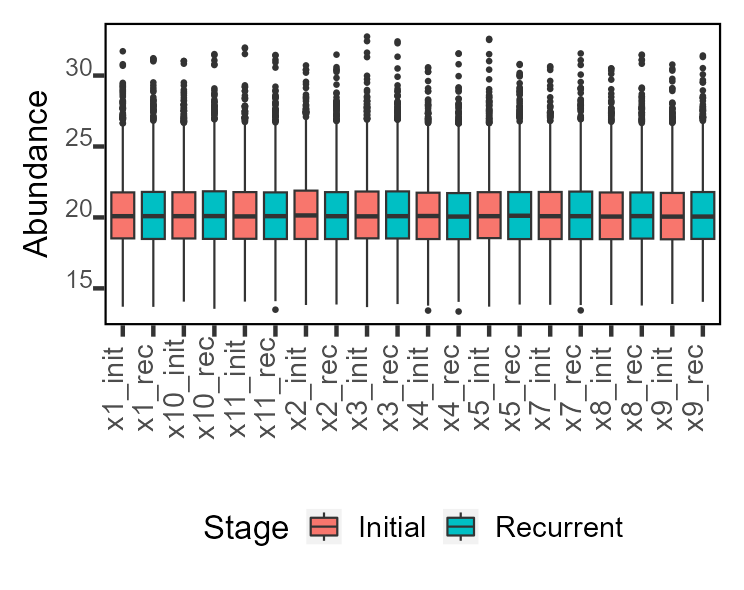 Abundance
30
25
20
15
x1_init
x1_rec
x10_init
x10_rec
x11_init
x11_rec
x2_init
x2_rec
x3_init
x3_rec
x4_init
x4_rec
x5_init
x5_rec
x7_init
x7_rec
x8_init
x8_rec
x9_init
x9_rec
Stage Initial Recurrent